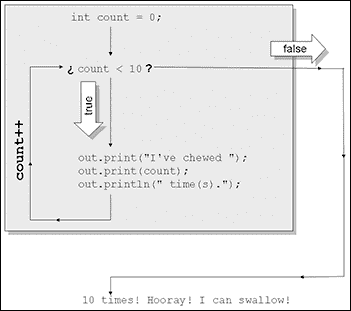 int count = 0;
false
¿ count < 10 ?
true
count++
out.print("I've chewed ");
out.print(count);
out.println(" time(s).");
10 times! Hooray! I can swallow!